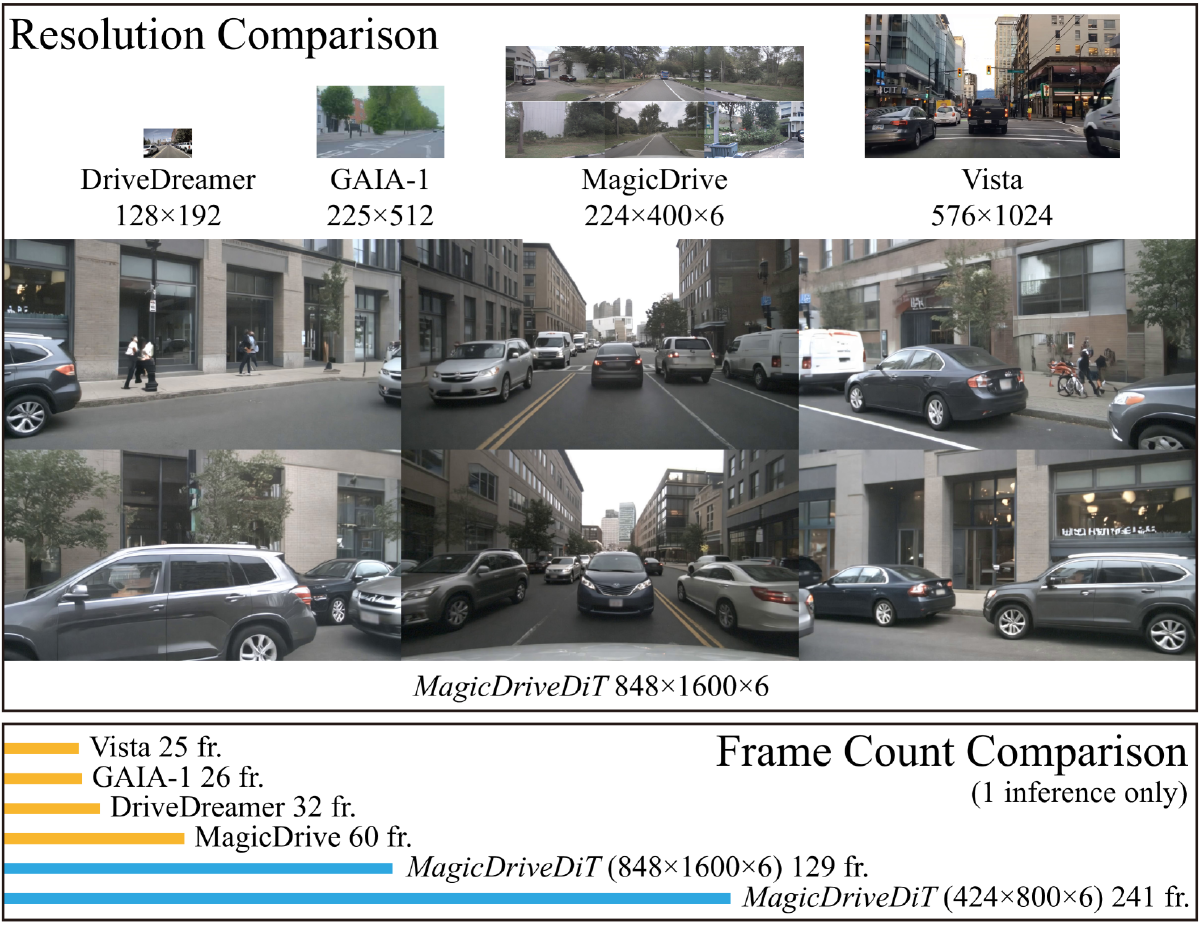 Resolution Comparison
DriveDreamer
128×192
GAIA-1
225×512
MagicDrive
224×400×6
Vista
576×1024
MagicDriveDiT 848×1600×6
Frame Count Comparison
(1 inference only)
Vista 25 fr.
GAIA-1 26 fr.
DriveDreamer 32 fr.
MagicDrive 60 fr.
MagicDriveDiT (848×1600×6) 129 fr.
MagicDriveDiT (424×800×6) 241 fr.